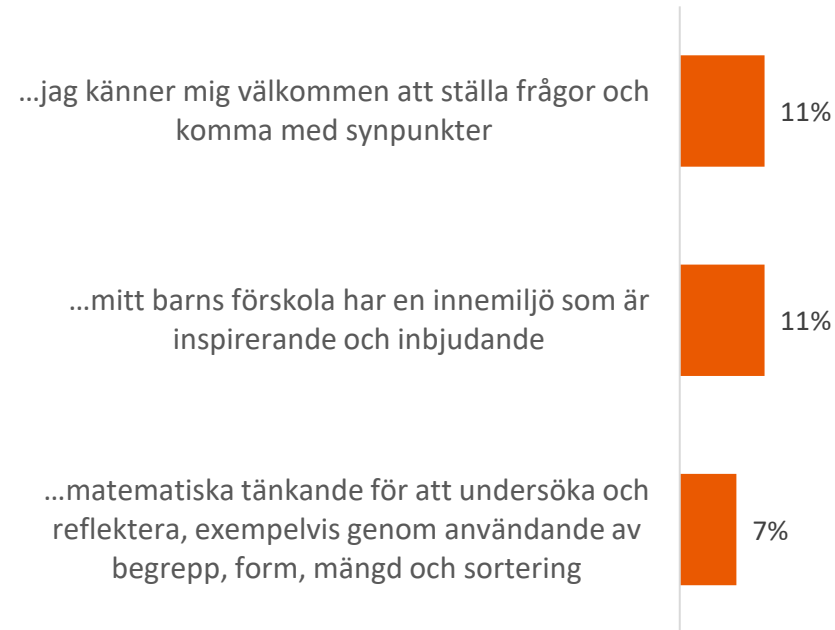 …jag känner mig välkommen att ställa frågor och
komma med synpunkter
11%
…mitt barns förskola har en innemiljö som är
inspirerande och inbjudande
11%
…matematiska tänkande för att undersöka och
reflektera, exempelvis genom användande av
begrepp, form, mängd och sortering
7%